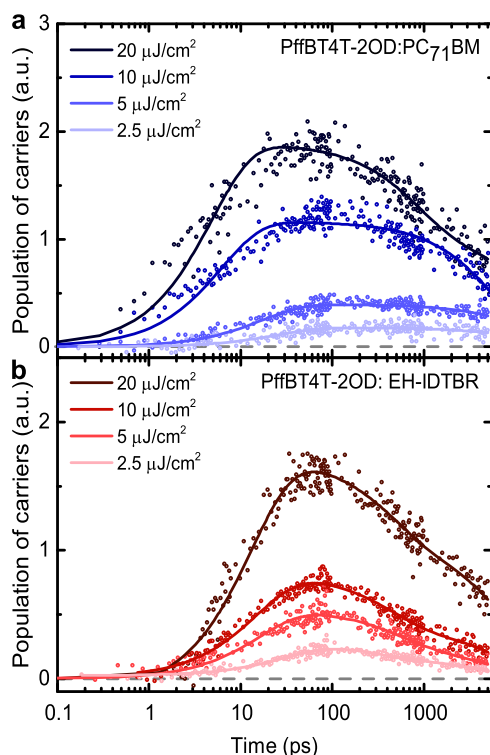 a
3
PffBT4T-2OD:PC71BM
20 μJ/cm²
10 μJ/cm²
5 μJ/cm²
2.5 μJ/cm²
2
1
0
Population of carriers (a.u.)
b
PffBT4T-2OD: EH-IDTBR
20 μJ/cm²
10 μJ/cm²
5 μJ/cm²
2.5 μJ/cm²
2
1
0
Population of carriers (a.u.)
0.1 1 10 100 1000
Time (ps)